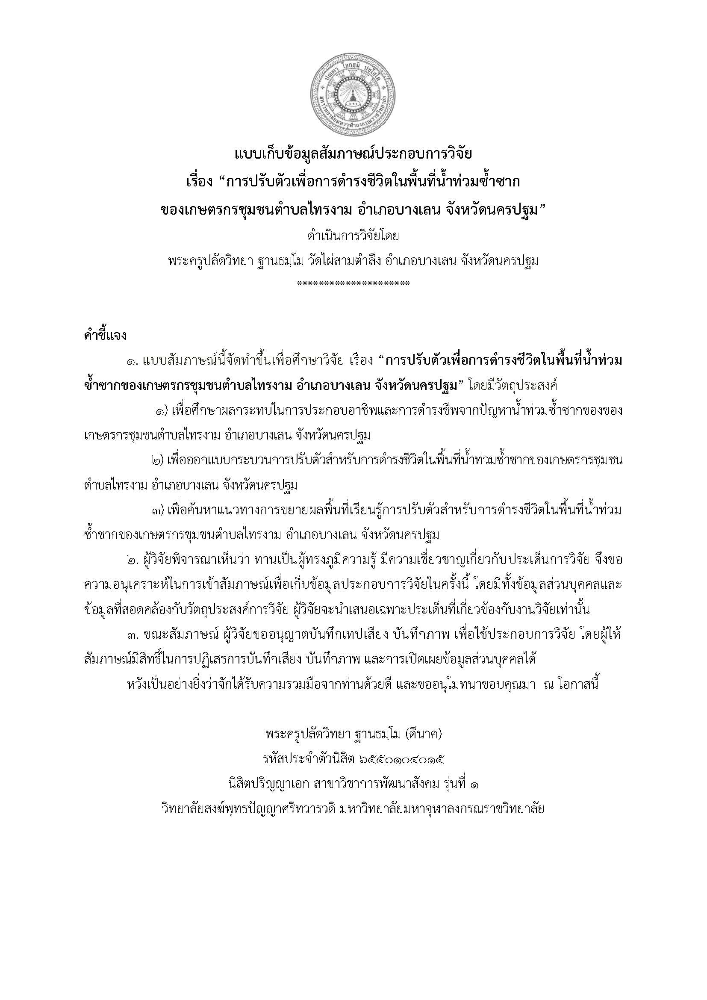 ปญฺญา โลกสฺมิ ปชฺโชโต
มหาวิทยาลัยมหาจุฬาลงกรณราชวิทยาลัย
ม จ ร
แบบเก็บข้อมูลสัมภาษณ์ประกอบการวิจัย
เรื่อง “การปรับตัวเพื่อการดำรงชีวิตในพื้นที่น้ำท่วมซ้ำซาก
ของเกษตรกรชุมชนตำบลไทรงาม อำเภอบางเลน จังหวัดนครปฐม”
ดำเนินการวิจัยโดย
พระครูปลัดวิทยา ฐานธมฺโม วัดไผ่สามตำลึง อำเภอบางเลน จังหวัดนครปฐม
*********************
คำชี้แจง
๑. แบบสัมภาษณ์นี้จัดทำขึ้นเพื่อศึกษาวิจัย เรื่อง “การปรับตัวเพื่อการดำรงชีวิตในพื้นที่น้ำท่วม
ซ้ำซากของเกษตรกรชุมชนตำบลไทรงาม อำเภอบางเลน จังหวัดนครปฐม” โดยมีวัตถุประสงค์
๑) เพื่อศึกษาผลกระทบในการประกอบอาชีพและการดำรงชีพจากปัญหาน้ำท่วมซ้ำซากของของ
เกษตรกรชุมชนตำบลไทรงาม อำเภอบางเลน จังหวัดนครปฐม
๒) เพื่อออกแบบกระบวนการปรับตัวสำหรับการดำรงชีวิตในพื้นที่น้ำท่วมซ้ำซากของเกษตรกรชุมชน
ตำบลไทรงาม อำเภอบางเลน จังหวัดนครปฐม
๓) เพื่อค้นหาแนวทางการขยายผลพื้นที่เรียนรู้การปรับตัวสำหรับการดำรงชีวิตในพื้นที่น้ำท่วม
ซ้ำซากของเกษตรกรชุมชนตำบลไทรงาม อำเภอบางเลน จังหวัดนครปฐม
๒. ผู้วิจัยพิจารณาเห็นว่า ท่านเป็นผู้ทรงภูมิความรู้ มีความเชี่ยวชาญเกี่ยวกับประเด็นการวิจัย จึงขอ
ความอนุเคราะห์ในการเข้าสัมภาษณ์เพื่อเก็บข้อมูลประกอบการวิจัยในครั้งนี้ โดยมีทั้งข้อมูลส่วนบุคคลและ
ข้อมูลที่สอดคล้องกับวัตถุประสงค์การวิจัย ผู้วิจัยจะนำเสนอเฉพาะประเด็นที่เกี่ยวข้องกับงานวิจัยเท่านั้น
๓. ขณะสัมภาษณ์ ผู้วิจัยขออนุญาตบันทึกเทปเสียง บันทึกภาพ เพื่อใช้ประกอบการวิจัย โดยผู้ให้
สัมภาษณ์มีสิทธิ์ในการปฏิเสธการบันทึกเสียง บันทึกภาพ และการเปิดเผยข้อมูลส่วนบุคคลได้
หวังเป็นอย่างยิ่งว่าจักได้รับความรวมมือจากท่านด้วยดี และขออนุโมทนาขอบคุณมา ณ โอกาสนี้
พระครูปลัดวิทยา ฐานธมฺโม (ดีนาค)
รหัสประจำตัวนิสิต ๖๕๕๐๑๐๔๐๑๕
นิสิตปริญญาเอก สาขาวิชาการพัฒนาสังคม รุ่นที่ ๑
วิทยาลัยสงฆ์พุทธปัญญาศรีทวารวดี มหาวิทยาลัยมหาจุฬาลงกรณราชวิทยาลัย